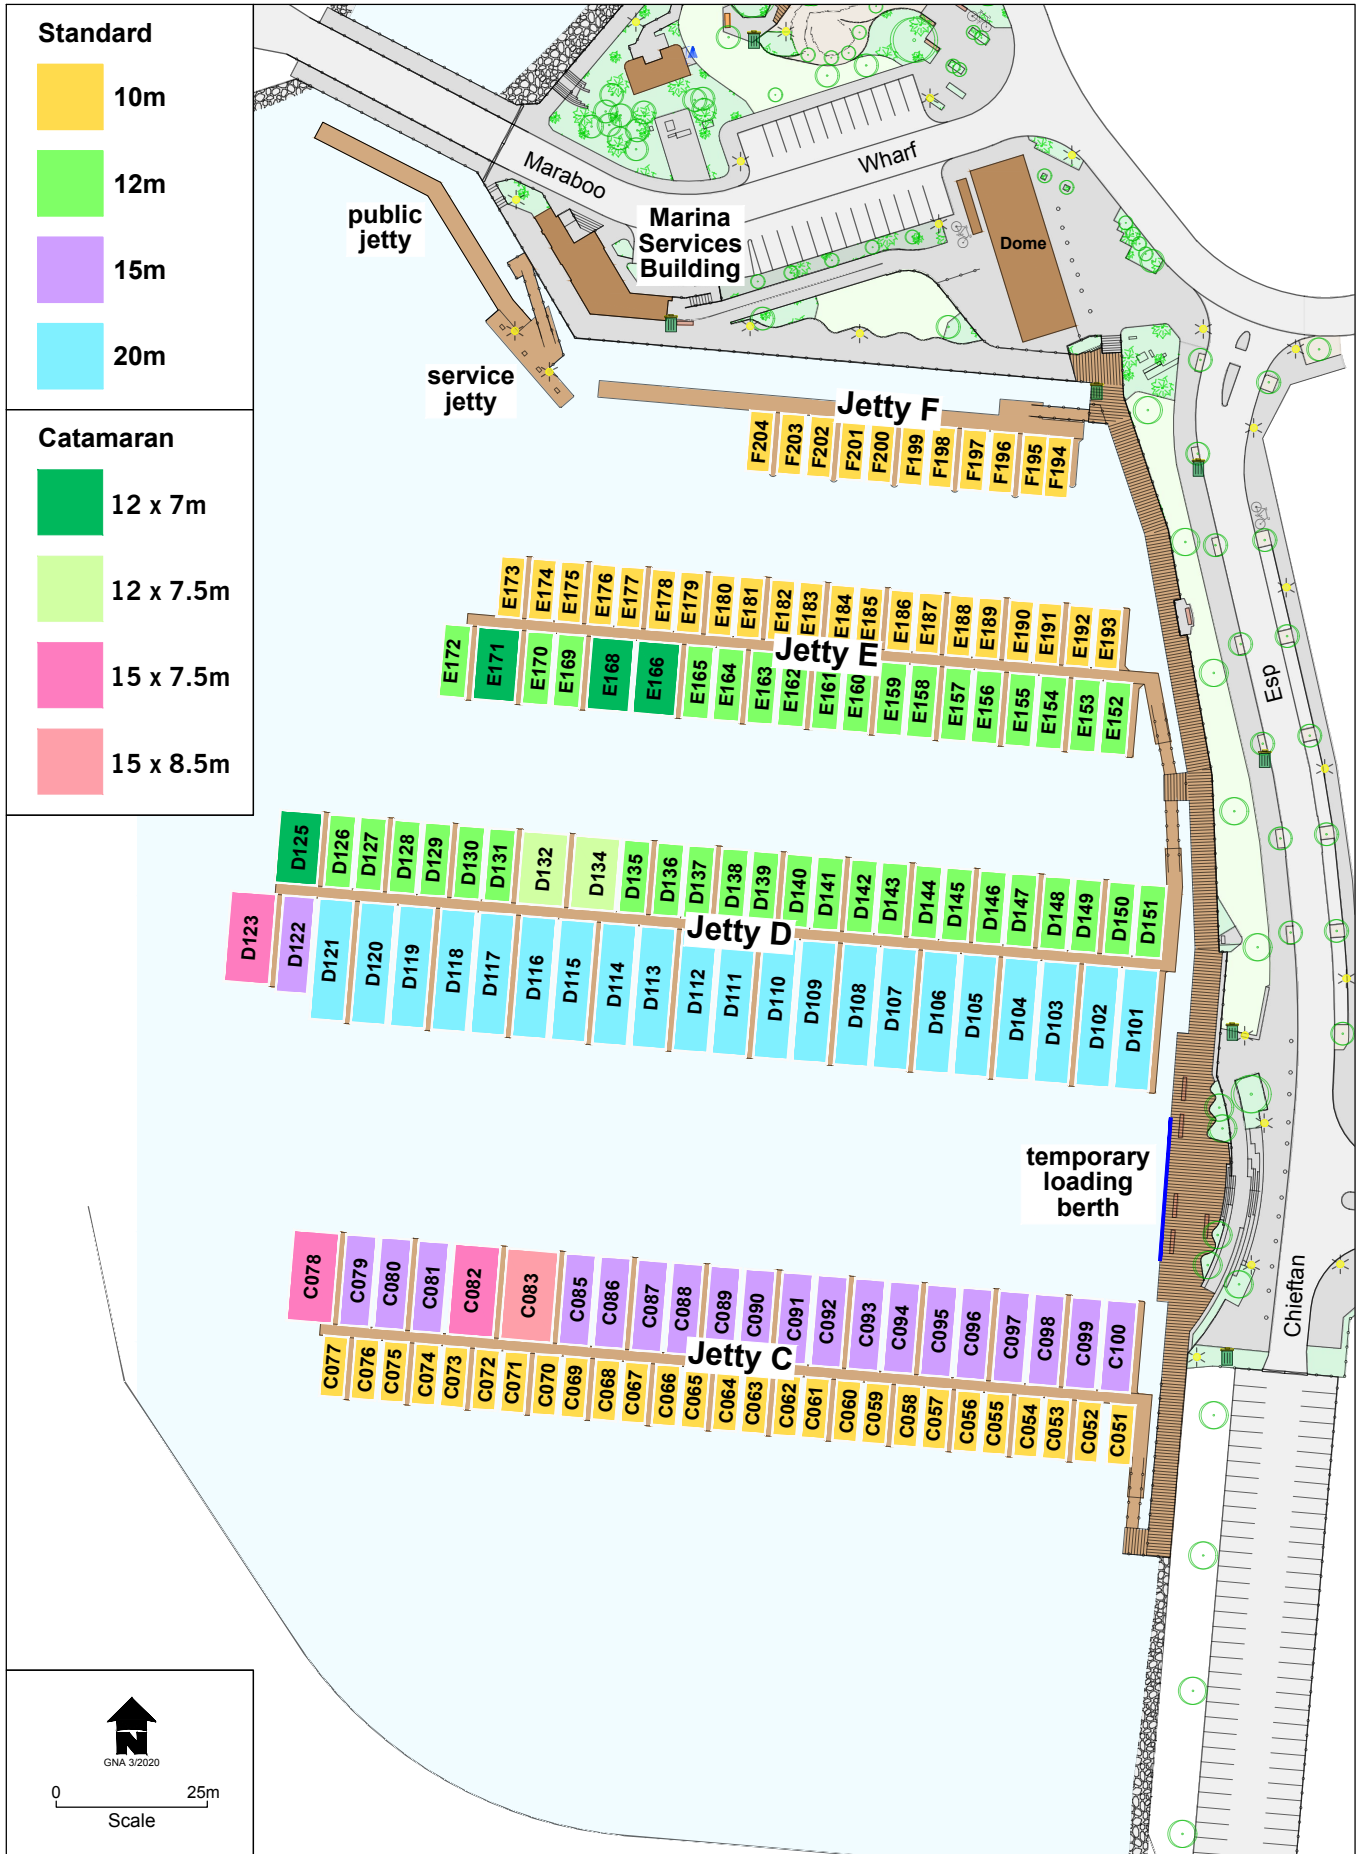 Standard
10m
12m
15m
20m
Catamaran
12 x 7m
12 x 7.5m
15 x 7.5m
15 x 8.5m
Maraboo
Wharf
public
jetty
Marina
Services
Building
Dome
service
jetty
Jetty F
F204 F203 F202 F201 F200 F199 F198 F197 F196 F195 F194
E173 E174 E175 E176 E177 E178 E179 E180 E181 E182 E183 E184 E185 E186 E187 E188 E189 E190 E191 E192 E193
Jetty E
E172 E171 E170 E169 E168 E166 E165 E164 E163 E162 E161 E160 E159 E158 E157 E156 E155 E154 E153 E152
Esp
D125 D126 D127 D128 D129 D130 D131 D132 D134 D135 D136 D137 D138 D139 D140 D141 D142 D143 D144 D145 D146 D147 D148 D149 D150 D151
Jetty D
D123 D122 D121 D120 D119 D118 D117 D116 D115 D114 D113 D112 D111 D110 D109 D108 D107 D106 D105 D104 D103 D102 D101
temporary
loading
berth
Chieftan
C078 C079 C080 C081 C082 C083 C085 C086 C087 C088 C089 C090 C091 C092 C093 C094 C095 C096 C097 C098 C099 C100
Jetty C
C077 C076 C075 C074 C073 C072 C071 C070 C069 C068 C067 C066 C065 C064 C063 C062 C061 C060 C059 C058 C057 C056 C055 C054 C053 C052 C051
N
GNA 3/2020
0 25m
Scale